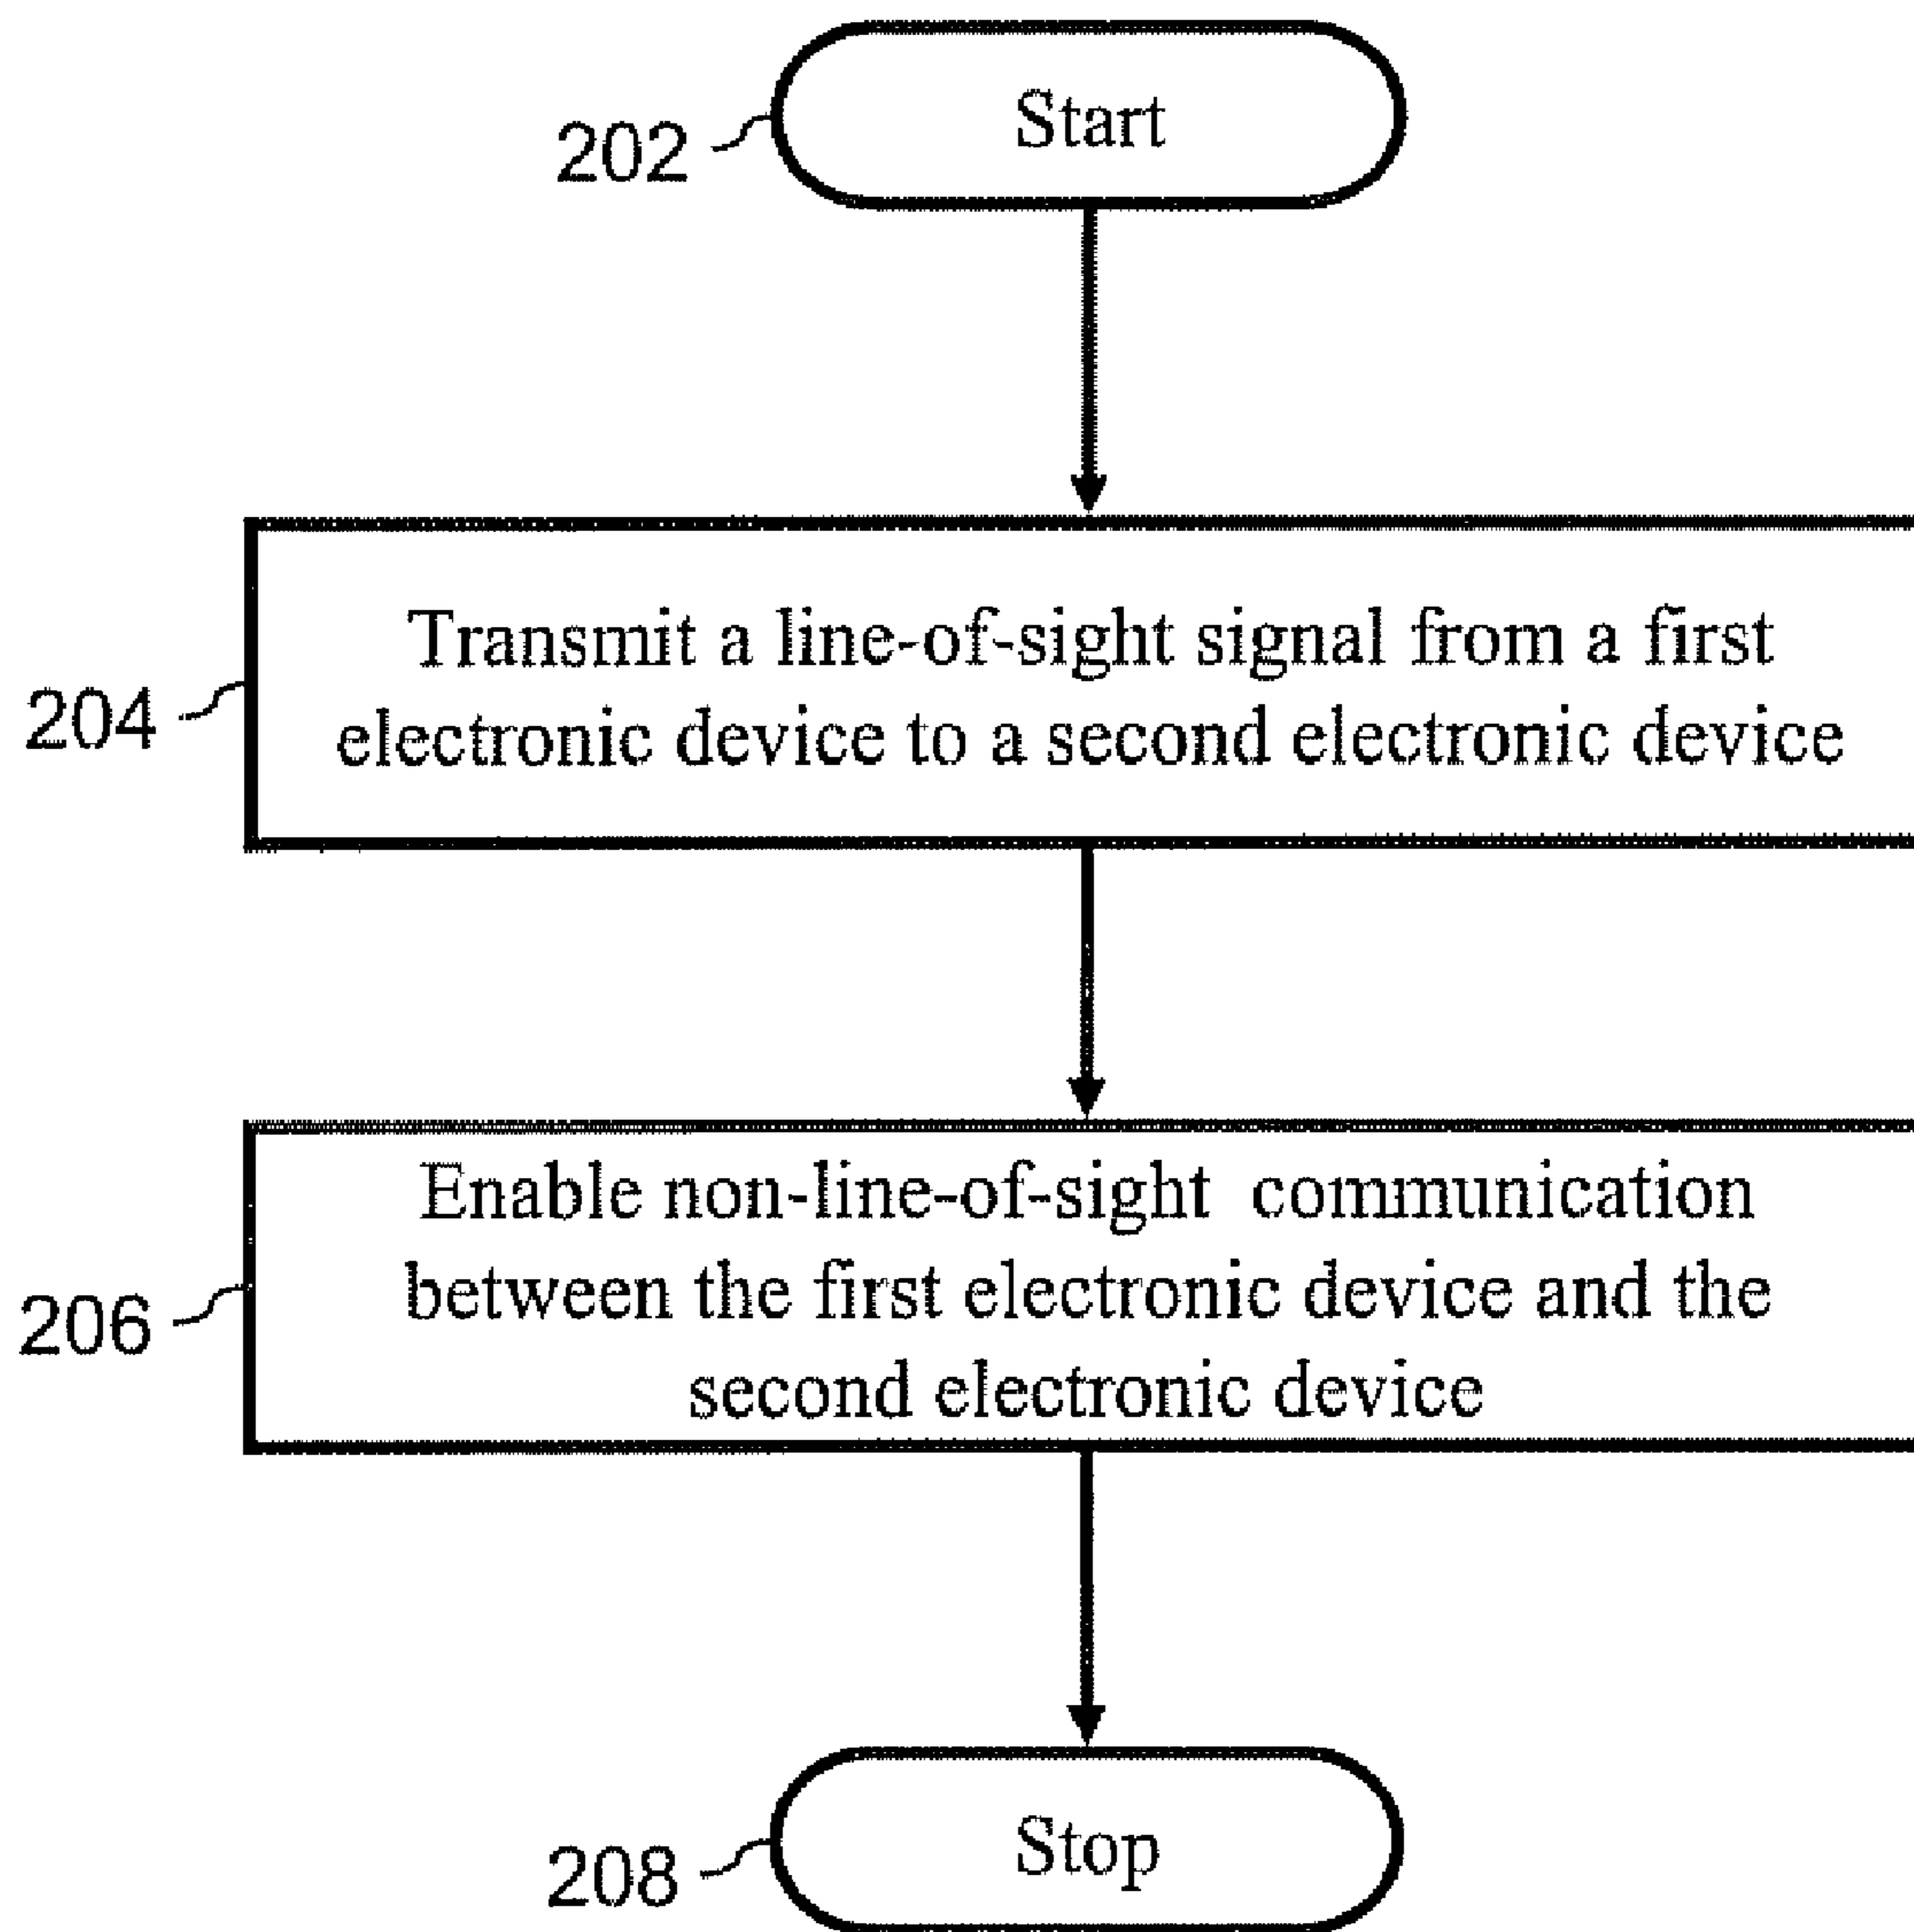 202
Start
204
Transmit a line-of-sight signal from a first
electronic device to a second electronic device
206
Enable non-line-of-sight communication
between the first electronic device and the
second electronic device
208
Stop